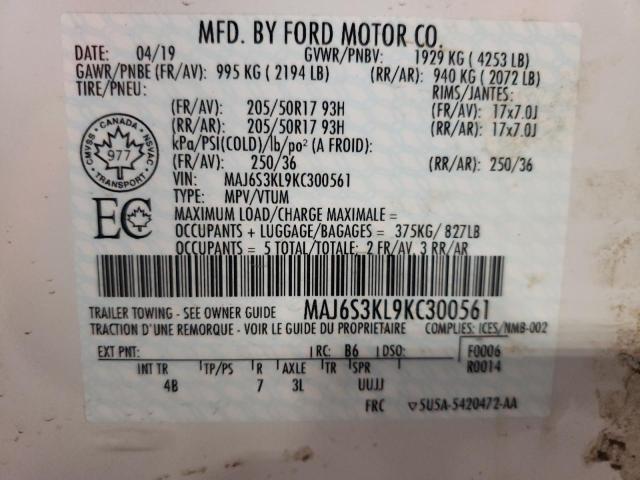 MFD. BY FORD MOTOR CO.
DATE: 04/19 GVWR/PNBV: 1929 KG ( 4253 LB)
GAWR/PNBE (FR/AV): 995 KG ( 2194 LB) (RR/AR): 940 KG ( 2072 LB)
TIRE/PNEU: RIMS/JANTES:
(FR/AV): 205/50R17 93H (FR/AV): 17x7.0J
(RR/AR): 205/50R17 93H (RR/AR): 17x7.0J
kPa/PSI(COLD)/lb/po² (A FROID):
(FR/AV): 250/36 (RR/AR): 250/36
CANADA
CMVSS NSVAC
977
TRANSPORT
VIN: MAJ6S3KL9KC300561
TYPE: MPV/VTUM
EC
MAXIMUM LOAD/CHARGE MAXIMALE =
OCCUPANTS + LUGGAGE/BAGAGES = 375KG/ 827LB
OCCUPANTS = 5 TOTAL/TOTALE: 2 FR/AV, 3 RR/AR
TRAILER TOWING - SEE OWNER GUIDE MAJ6S3KL9KC300561
TRACTION D'UNE REMORQUE - VOIR LE GUIDE DU PROPRIETAIRE COMPLIES: ICES/NMB-002
EXT PNT: RC: B6 DSO: F0006
INT TR TP/PS R AXLE TR SPR R0014
4B 7 3L UUJJ
FRC ▽5U5A-5420472-AA